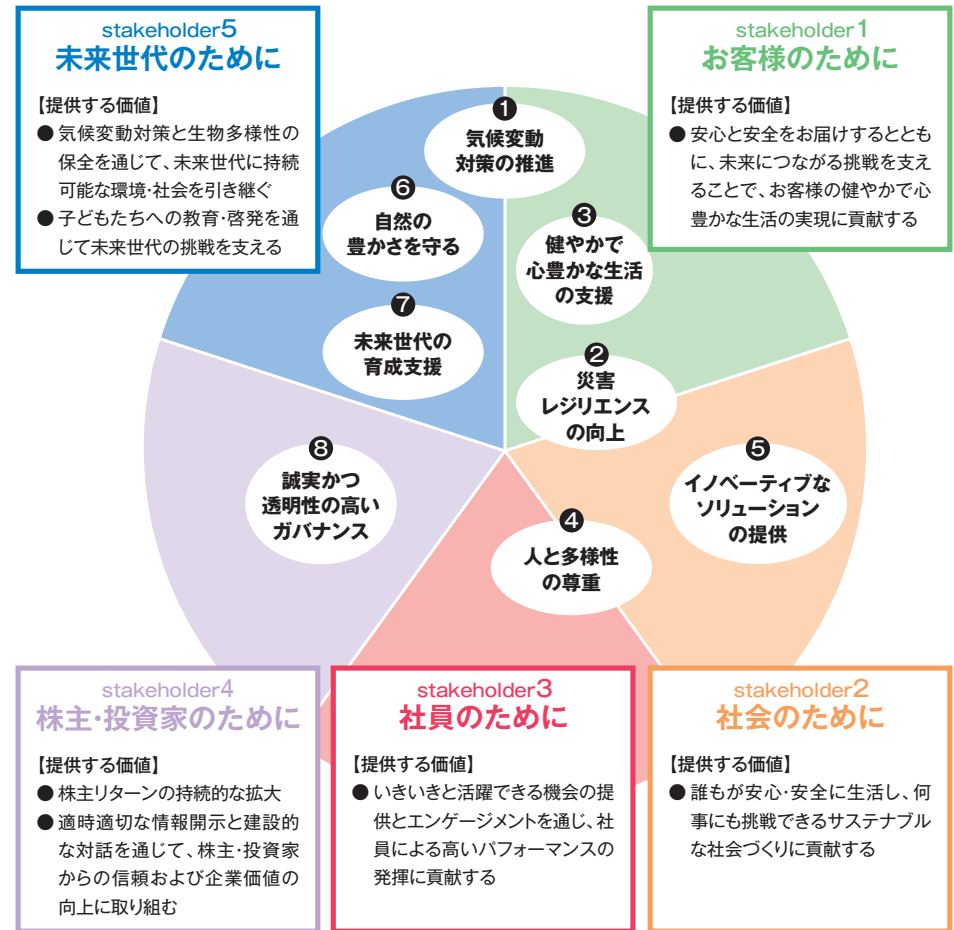 stakeholder5
未来世代のために
【提供する価値】
● 気候変動対策と生物多様性の
保全を通じて、未来世代に持続
可能な環境・社会を引き継ぐ
● 子どもたちへの教育・啓発を通
じて未来世代の挑戦を支える
stakeholder1
お客様のために
【提供する価値】
● 安心と安全をお届けするととも
に、未来につながる挑戦を支え
ることで、お客様の健やかで心
豊かな生活の実現に貢献する
❶
気候変動
対策の推進
❻
自然の
豊かさを守る
❸
健やかで
心豊かな生活
の支援
❼
未来世代の
育成支援
❷
災害
レジリエンス
の向上
❽
誠実かつ
透明性の高い
ガバナンス
❺
イノベーティブな
ソリューション
の提供
❹
人と多様性
の尊重
stakeholder4
株主・投資家のために
【提供する価値】
● 株主リターンの持続的な拡大
● 適時適切な情報開示と建設的
な対話を通じて、株主・投資家
からの信頼および企業価値の
向上に取り組む
stakeholder3
社員のために
【提供する価値】
● いきいきと活躍できる機会の提
供とエンゲージメントを通じ、社
員による高いパフォーマンスの
発揮に貢献する
stakeholder2
社会のために
【提供する価値】
● 誰もが安心・安全に生活し、何
事にも挑戦できるサステナブル
な社会づくりに貢献する